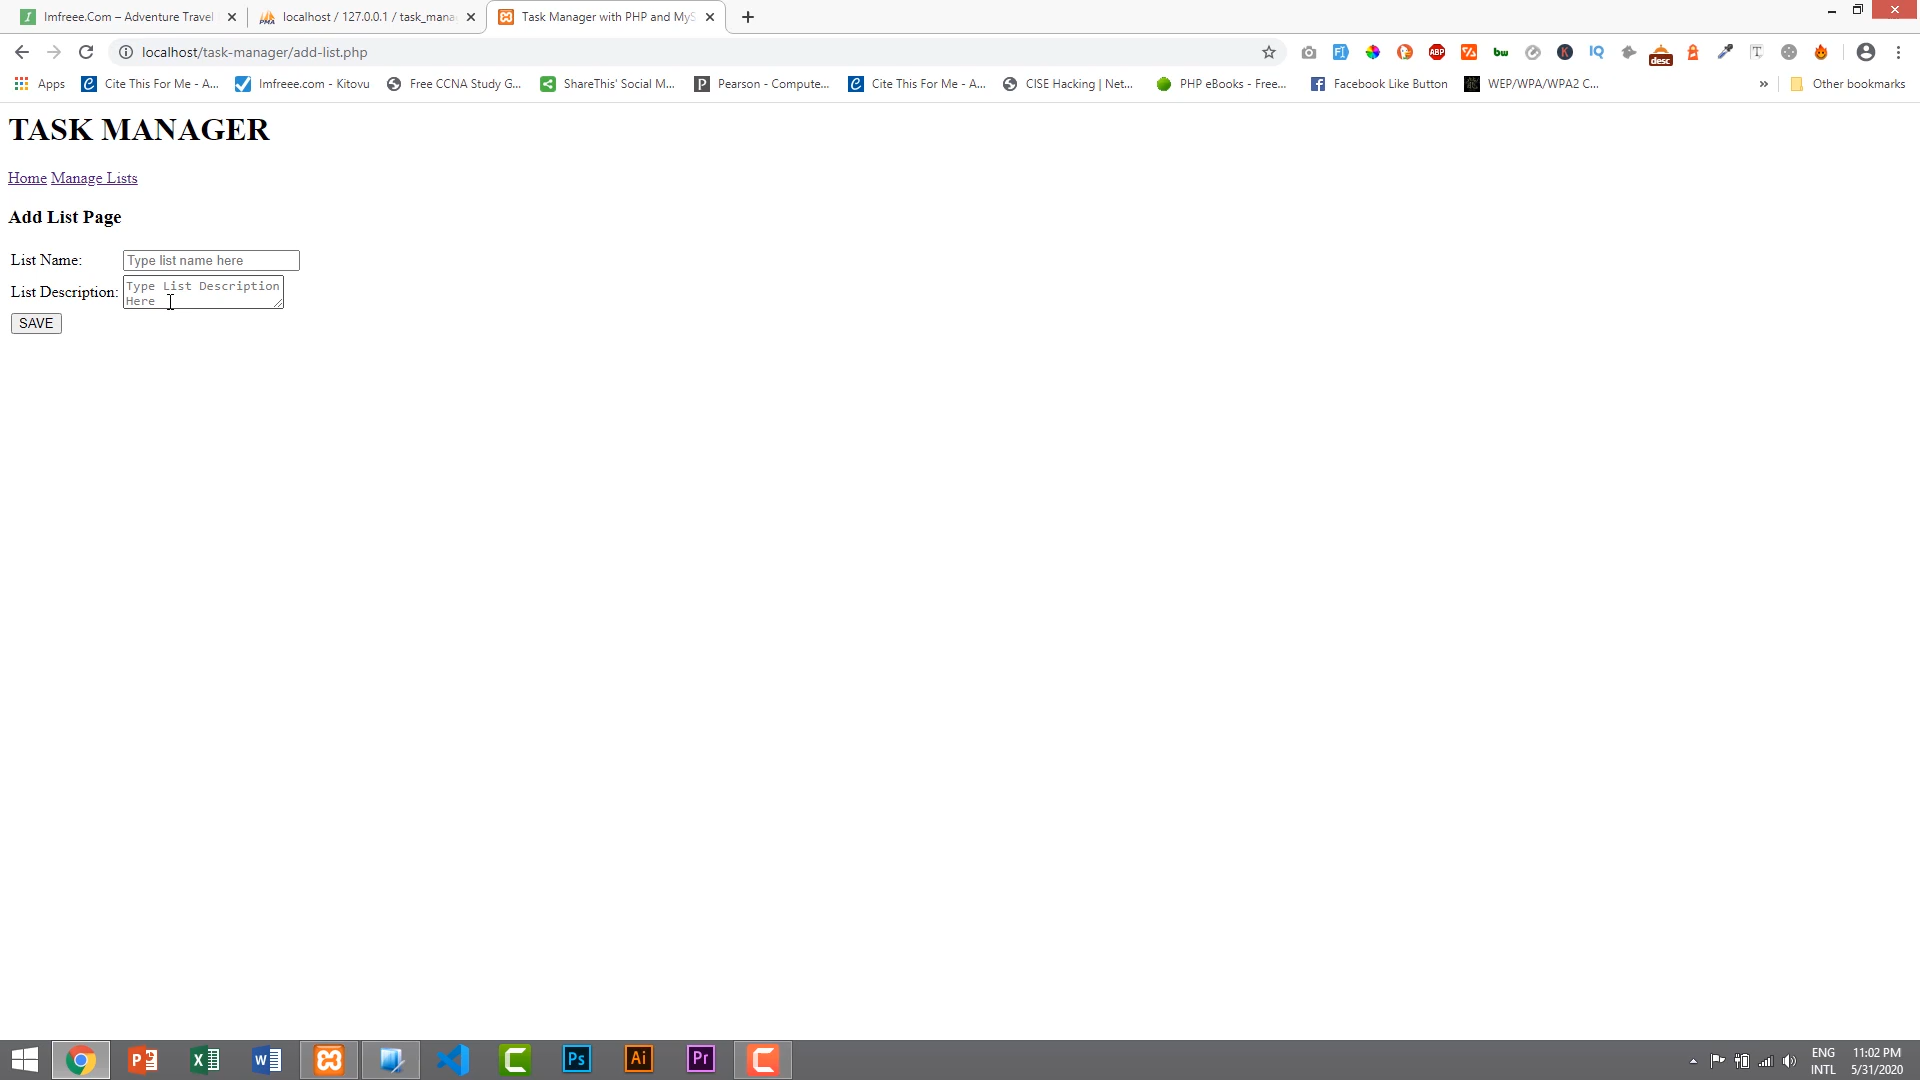 Imfreee.Com – Adventure Travel
localhost / 127.0.0.1 / task_mana
Task Manager with PHP and MyS
localhost/task-manager/add-list.php
Apps
Cite This For Me - A...
Imfreee.com - Kitovu
Free CCNA Study G...
ShareThis' Social M...
Pearson - Compute...
Cite This For Me - A...
CISE Hacking | Net...
PHP eBooks - Free...
Facebook Like Button
WEP/WPA/WPA2 C...
»
Other bookmarks
TASK MANAGER
Home Manage Lists
Add List Page
List Name: Type list name here
List Description: Type List Description
Here
SAVE
ENG 11:02 PM
INTL 5/31/2020